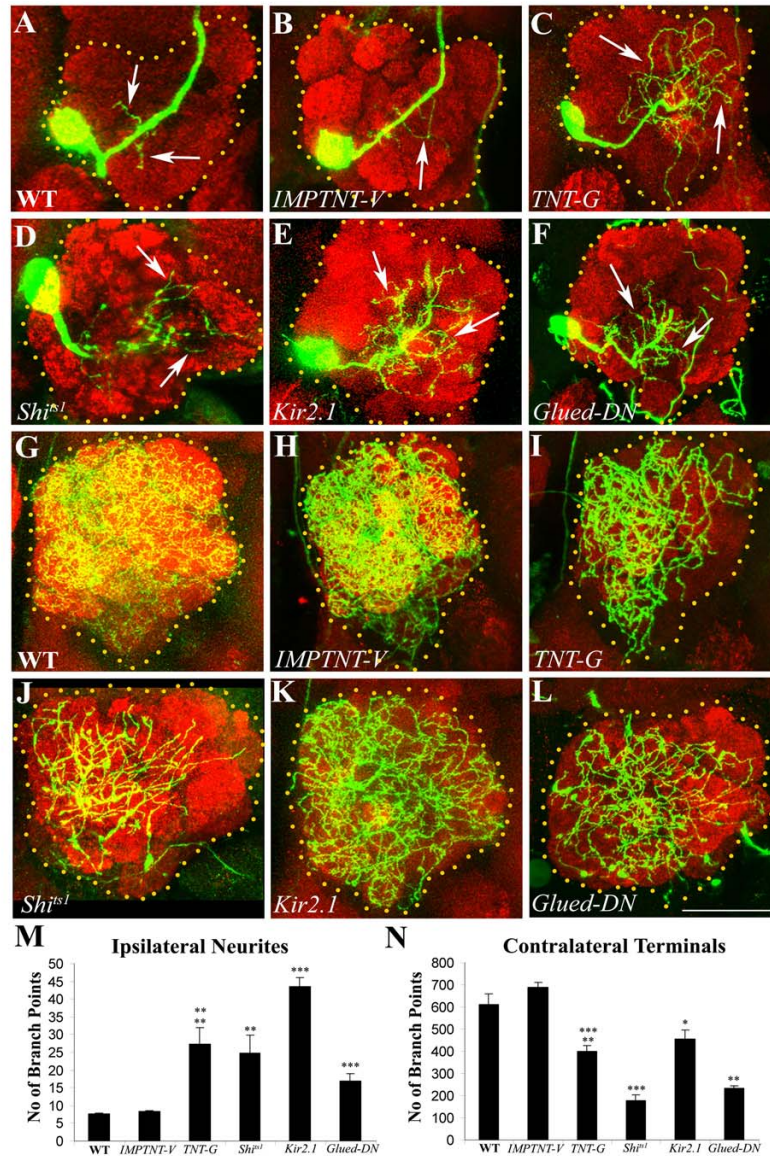 A
B
C
WT
IMPTNT-V
TNT-G
D
E
F
Shi^ts1
Kir2.1
Glued-DN
G
H
I
WT
IMPTNT-V
TNT-G
J
K
L
Shi^ts1
Kir2.1
Glued-DN
M
Ipsilateral Neurites
No of Branch Points
50
45
40
35
30
25
20
15
10
5
0
** 
**
**
***
***
WT IMPTNT-V TNT-G Shi^ts1 Kir2.1 Glued-DN
N
Contralateral Terminals
No of Branch Points
800
700
600
500
400
300
200
100
0
***
**
***
*
**
WT IMPTNT-V TNT-G Shi^ts1 Kir2.1 Glued-DN